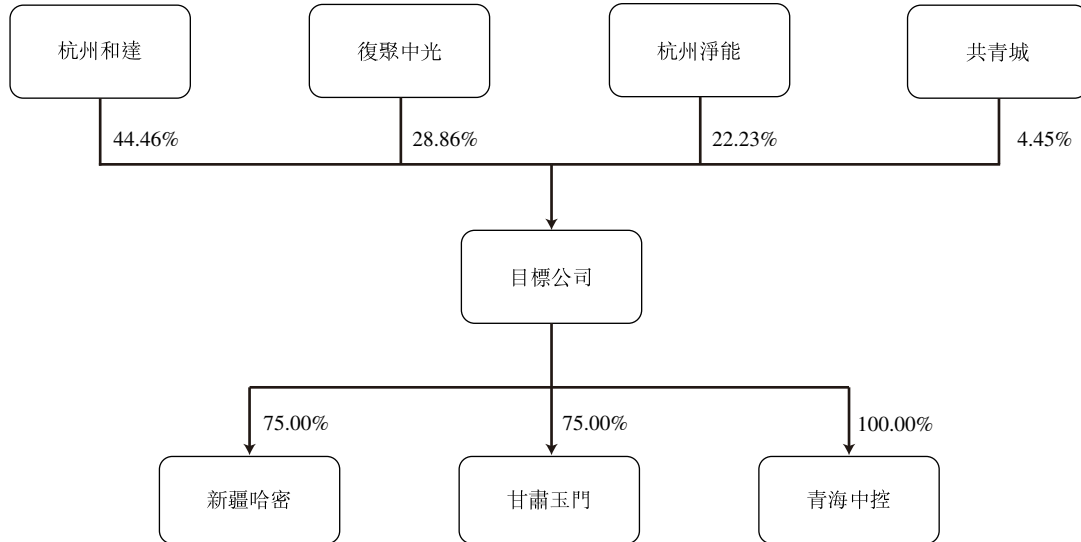 杭州和達
復聚中光
杭州淨能
共青城
44.46%
28.86%
22.23%
4.45%
目標公司
75.00%
75.00%
100.00%
新疆哈密
甘肅玉門
青海中控